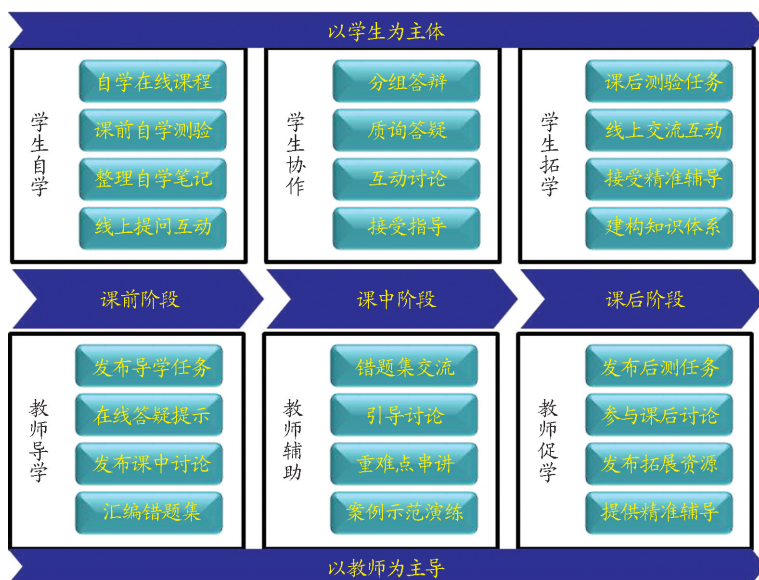 以学生为主体
学生自学
自学在线课程
课前自学测验
整理自学笔记
线上提问互动
学生协作
分组答辩
质询答疑
互动讨论
接受指导
学生拓学
课后测验任务
线上交流互动
接受精准辅导
建构知识体系
课前阶段
课中阶段
课后阶段
教师导学
发布导学任务
在线答疑提示
发布课中讨论
汇编错题集
教师辅助
错题集交流
引导讨论
重难点串讲
案例示范演练
教师促学
发布后测任务
参与课后讨论
发布拓展资源
提供精准辅导
以教师为主导